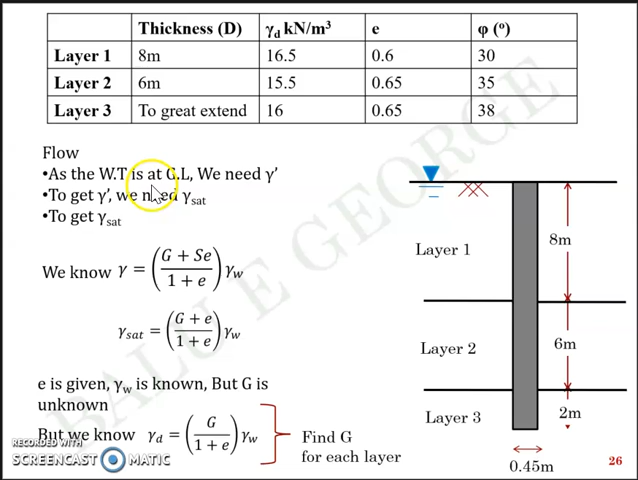 Thickness (D) γd kN/m³ e φ (º)
Layer 1 8m 16.5 0.6 30
Layer 2 6m 15.5 0.65 35
Layer 3 To great extend 16 0.65 38
Flow
•As the W.T is at G.L, We need γ'
•To get γ', we need γsat
•To get γsat
We know γ = ((G + Se)/(1 + e)) γw
γsat = ((G + e)/(1 + e)) γw
e is given, γw is known, But G is
unknown
But we know γd = (G/(1 + e)) γw
Find G
for each layer
Layer 1
8m
Layer 2
6m
Layer 3
2m
0.45m
26
BALU E GEORGE
RECORDED WITH
SCREENCAST MATIC